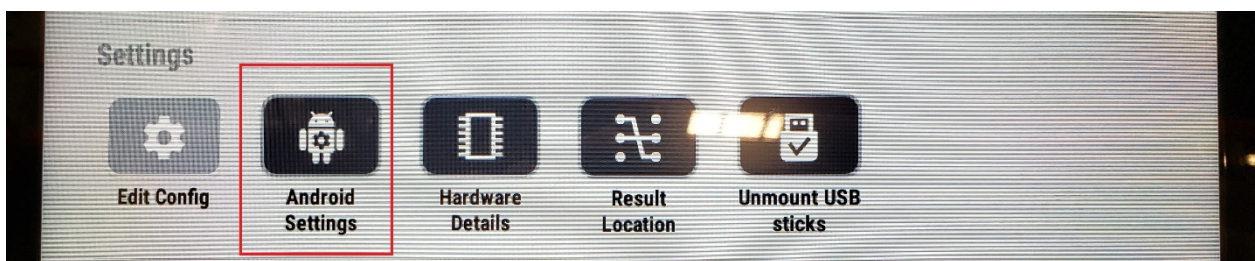 Settings
Edit Config
Android
Settings
Hardware
Details
Result
Location
Unmount USB
sticks